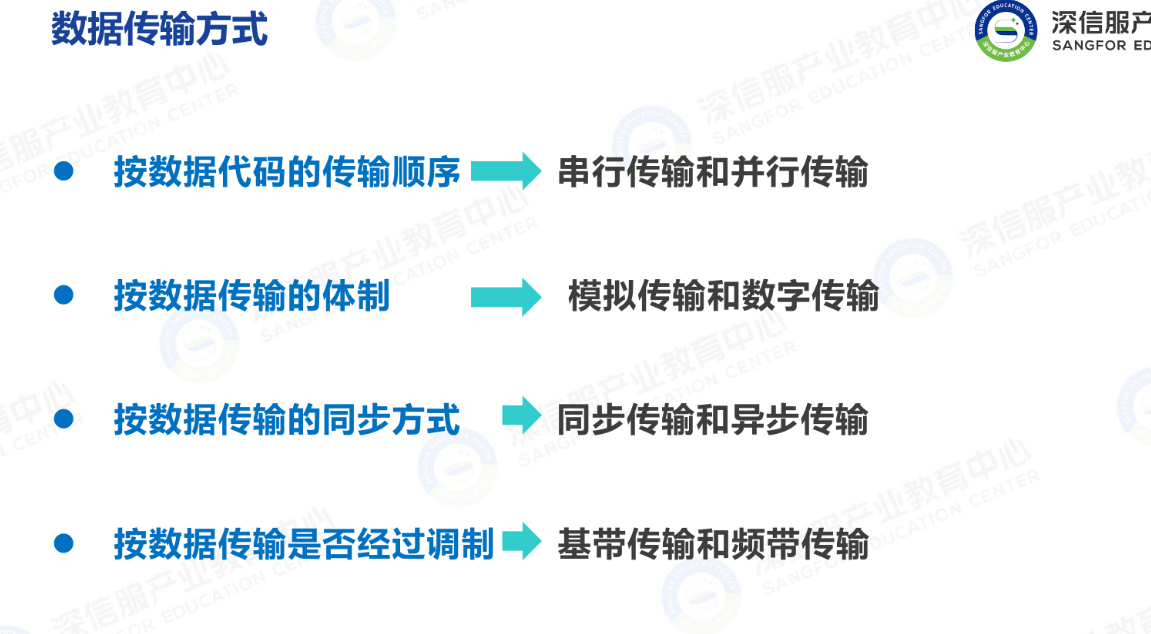 数据传输方式
深信服产
SANGFOR ED
按数据代码的传输顺序 串行传输和并行传输
按数据传输的体制 模拟传输和数字传输
按数据传输的同步方式 同步传输和异步传输
按数据传输是否经过调制 基带传输和频带传输
深信服产业教育中心
SANGFOR EDUCATION CENTER